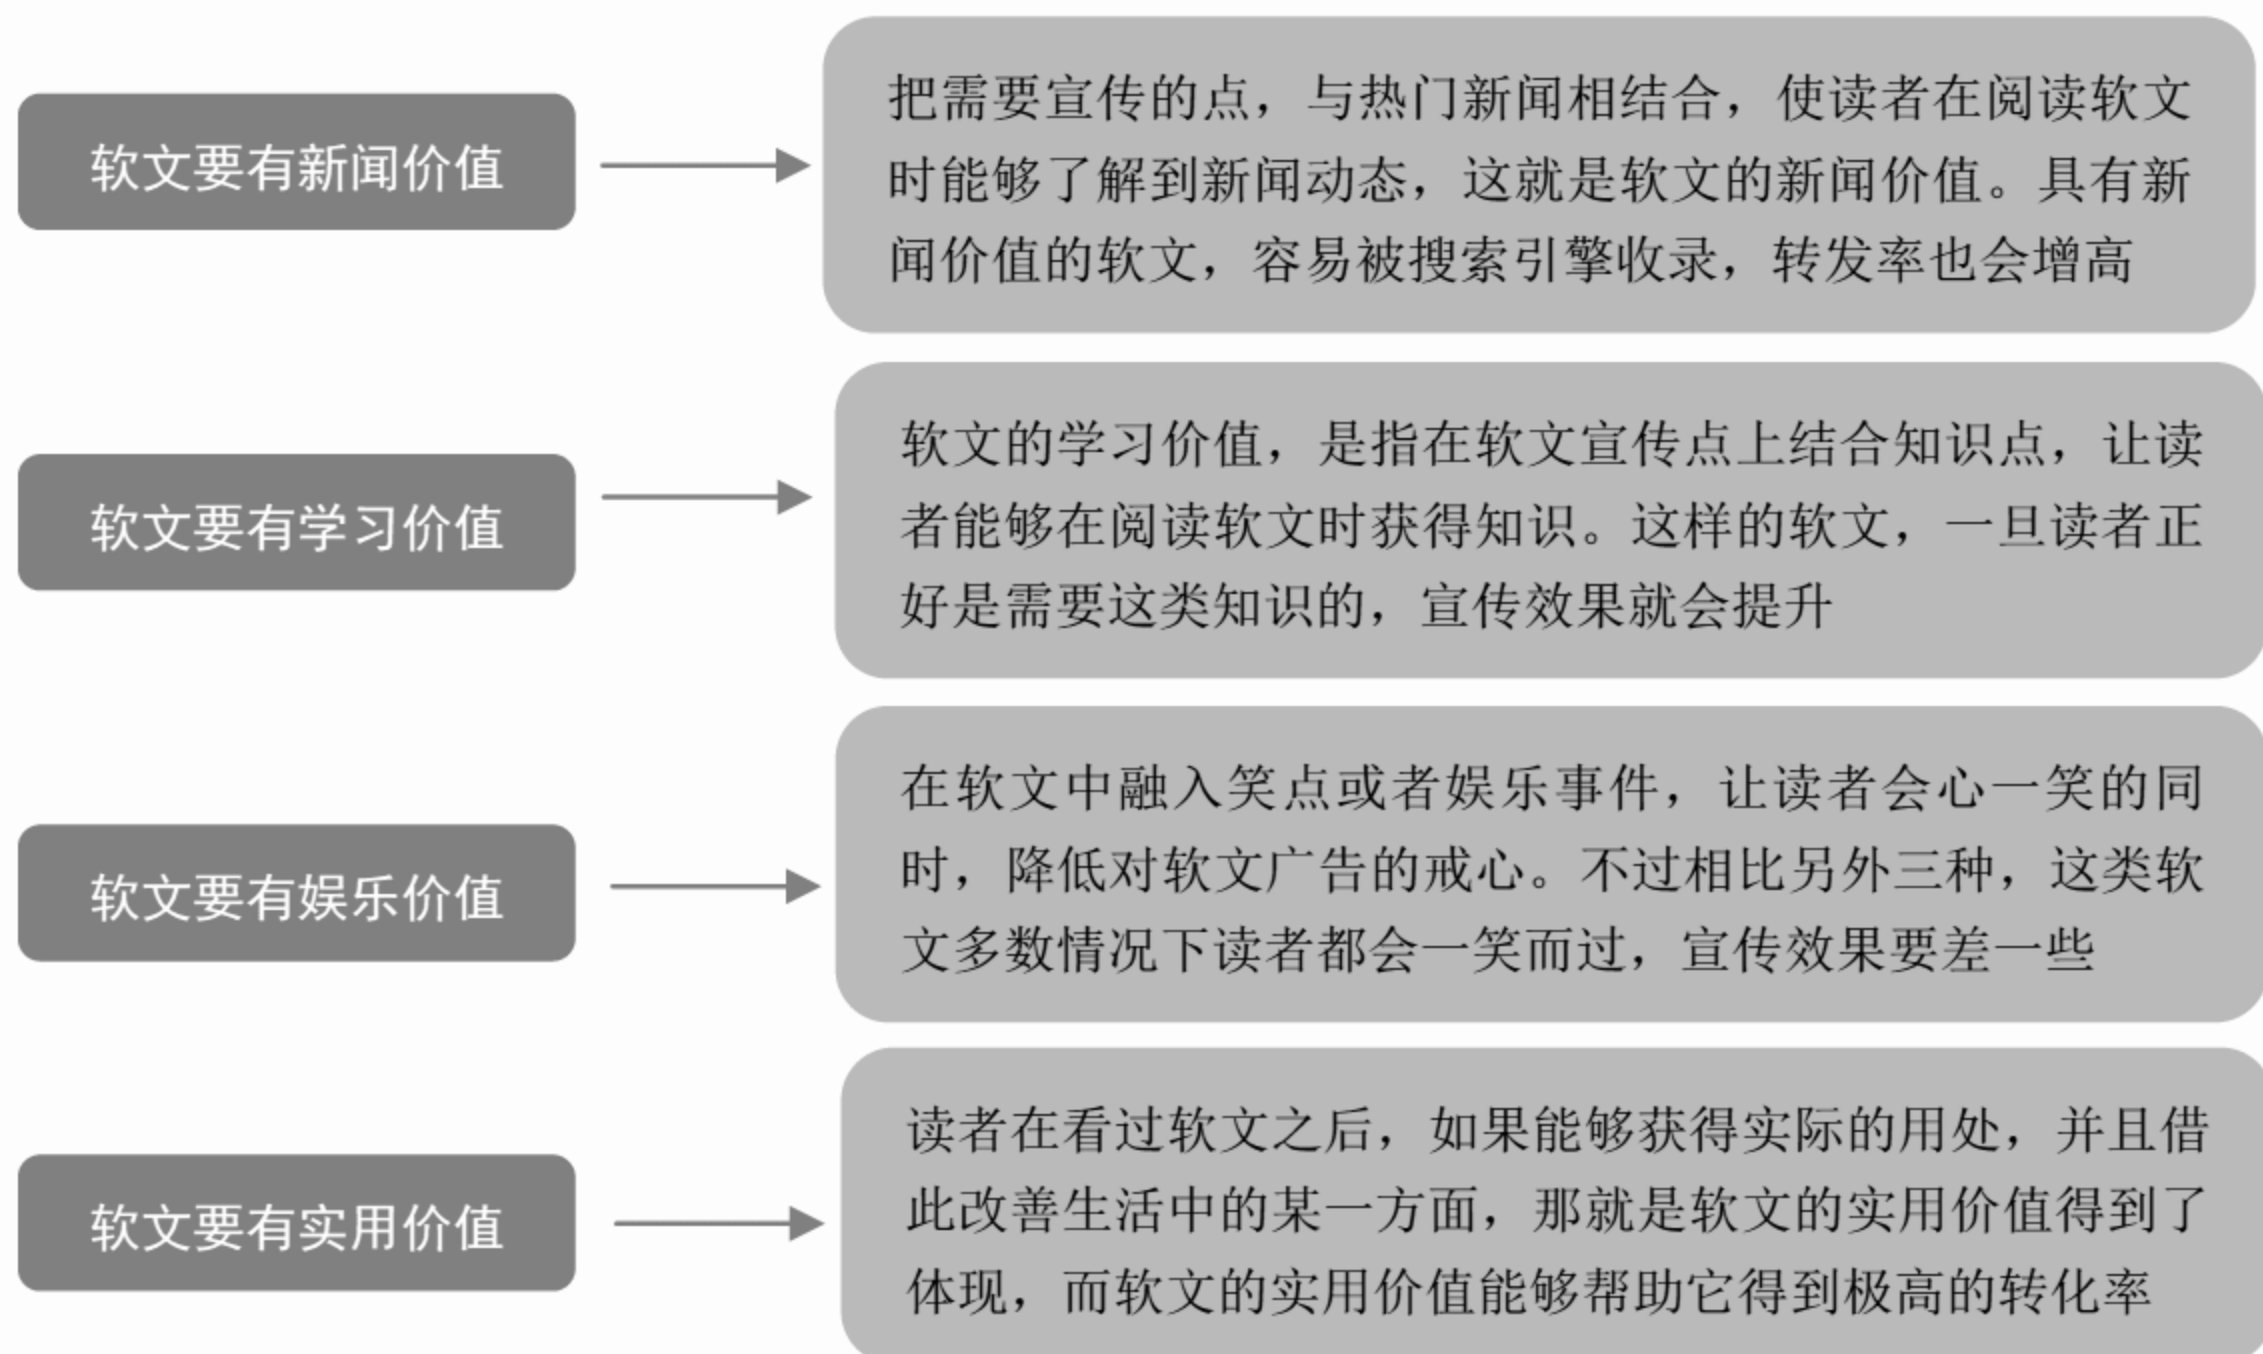 软文要有新闻价值
把需要宣传的点，与热门新闻相结合，使读者在阅读软文
时能够了解到新闻动态，这就是软文的新闻价值。具有新
闻价值的软文，容易被搜索引擎收录，转发率也会增高
软文要有学习价值
软文的学习价值，是指在软文宣传点上结合知识点，让读
者能够在阅读软文时获得知识。这样的软文，一旦读者正
好是需要这类知识的，宣传效果就会提升
软文要有娱乐价值
在软文中融入笑点或者娱乐事件，让读者会心一笑的同
时，降低对软文广告的戒心。不过相比另外三种，这类软
文多数情况下读者都会一笑而过，宣传效果要差一些
软文要有实用价值
读者在看过软文之后，如果能够获得实际的用处，并且借
此改善生活中的某一方面，那就是软文的实用价值得到了
体现，而软文的实用价值能够帮助它得到极高的转化率